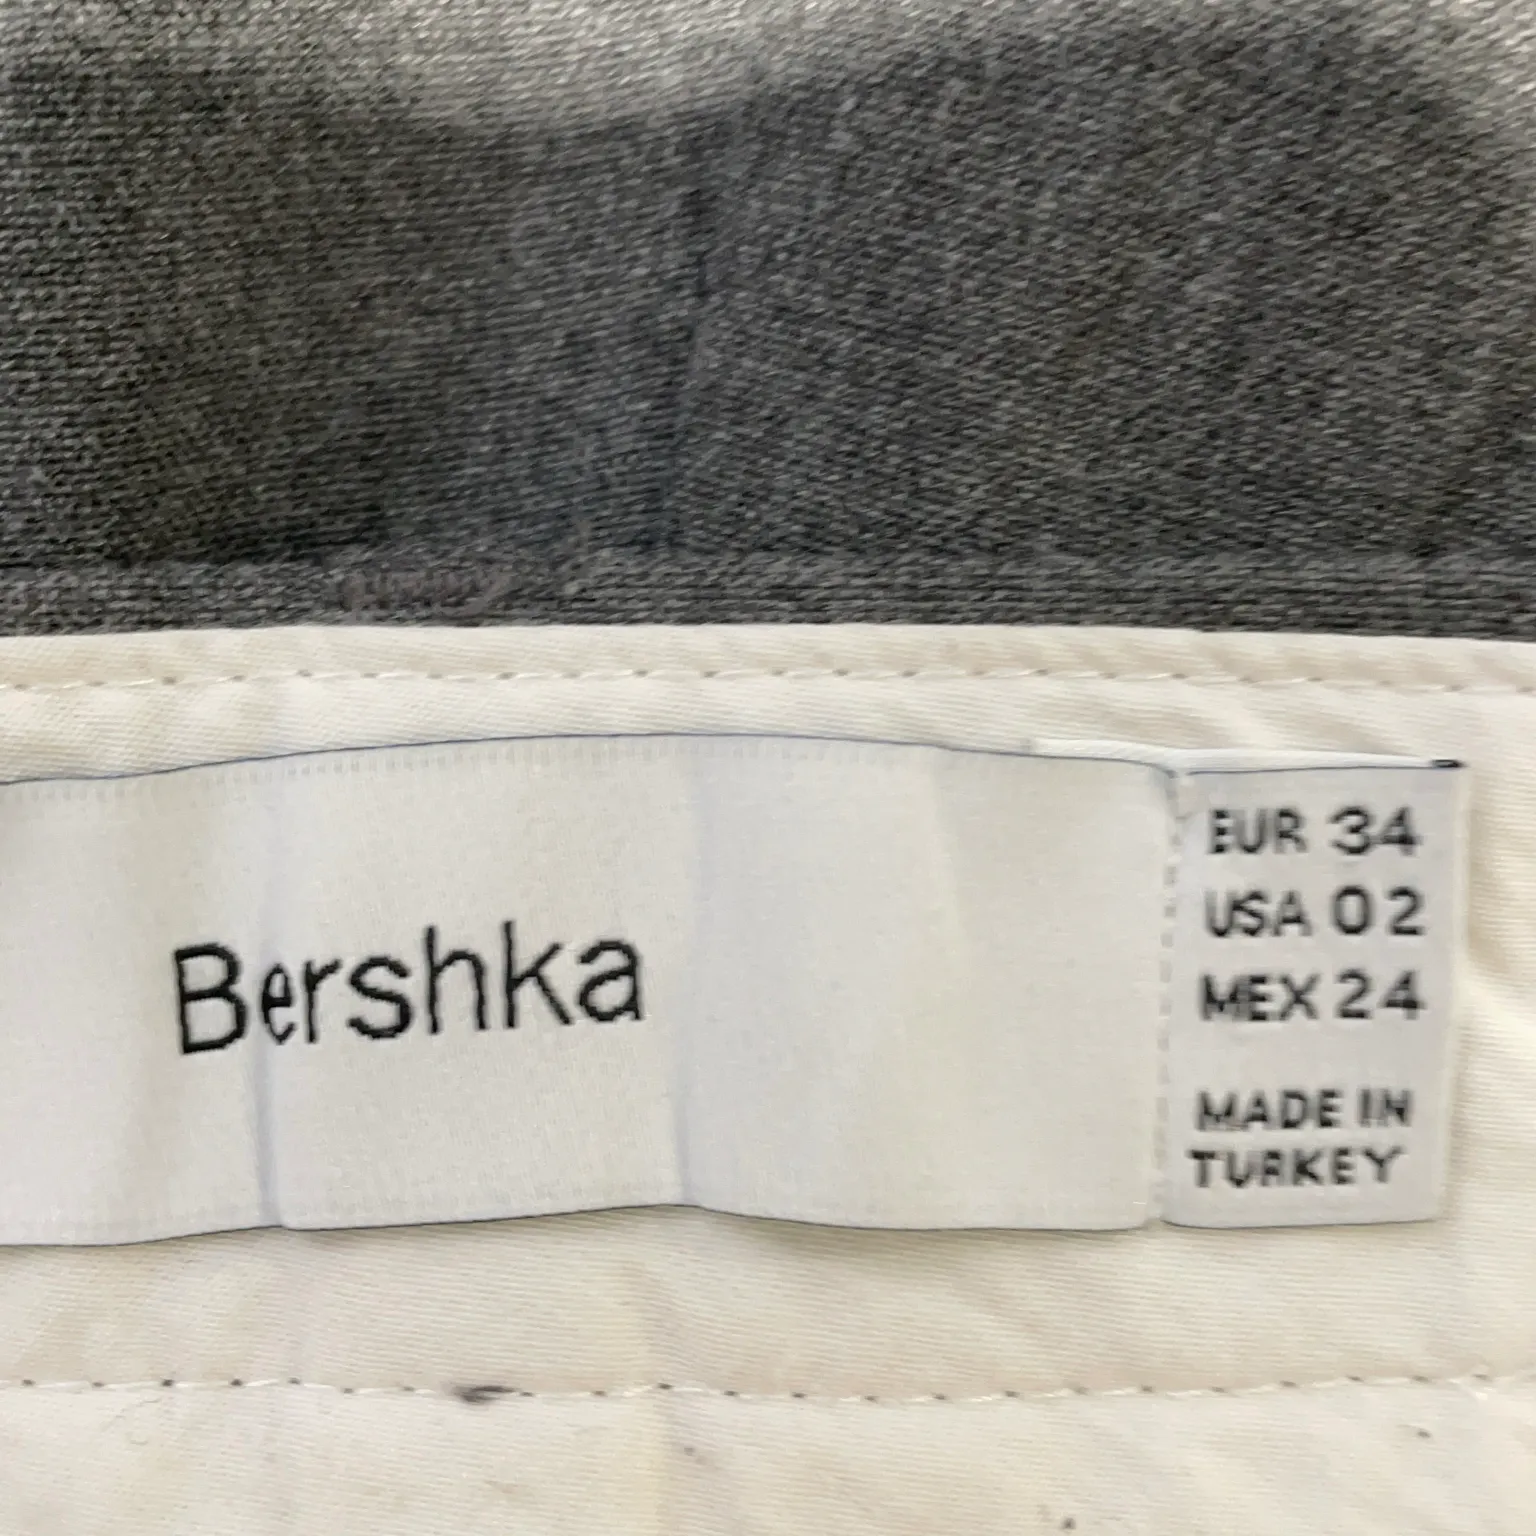 Bershka
EUR 34
USA 02
MEX 24
MADE IN
TURKEY